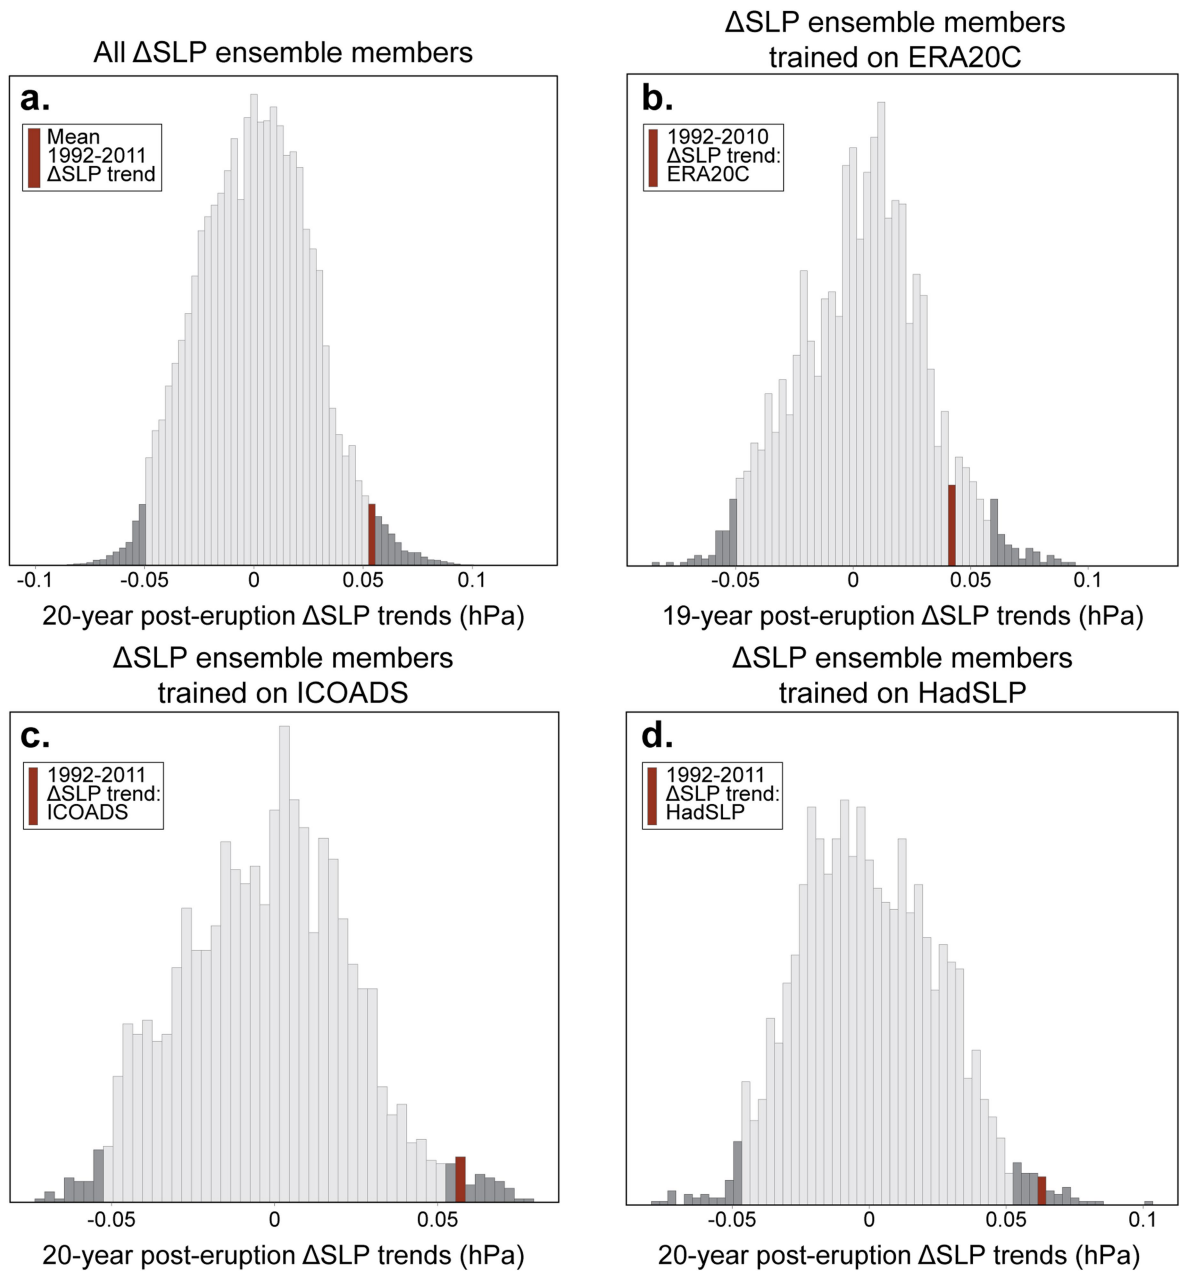 All ΔSLP ensemble members
a.
Mean
1992-2011
ΔSLP trend
-0.1
-0.05
0
0.05
0.1
20-year post-eruption ΔSLP trends (hPa)
ΔSLP ensemble members
trained on ERA20C
b.
1992-2010
ΔSLP trend:
ERA20C
-0.05
0
0.05
0.1
19-year post-eruption ΔSLP trends (hPa)
ΔSLP ensemble members
trained on ICOADS
c.
1992-2011
ΔSLP trend:
ICOADS
-0.05
0
0.05
20-year post-eruption ΔSLP trends (hPa)
ΔSLP ensemble members
trained on HadSLP
d.
1992-2011
ΔSLP trend:
HadSLP
-0.05
0
0.05
0.1
20-year post-eruption ΔSLP trends (hPa)